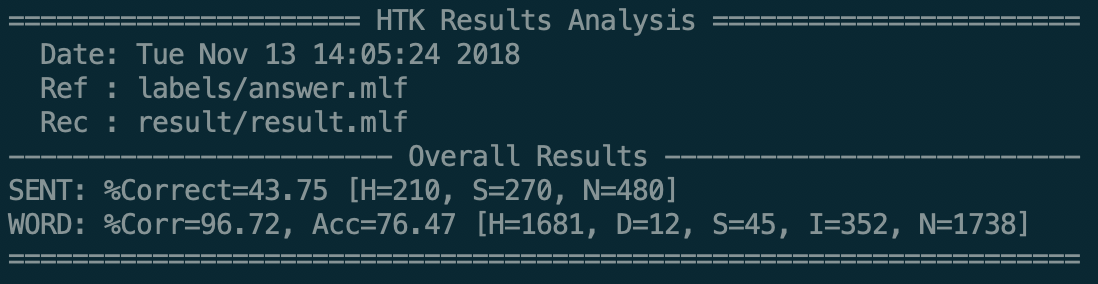 ====================== HTK Results Analysis =======================
  Date: Tue Nov 13 14:05:24 2018
  Ref : labels/answer.mlf
  Rec : result/result.mlf
------------------------ Overall Results --------------------------
SENT: %Correct=43.75 [H=210, S=270, N=480]
WORD: %Corr=96.72, Acc=76.47 [H=1681, D=12, S=45, I=352, N=1738]
===================================================================